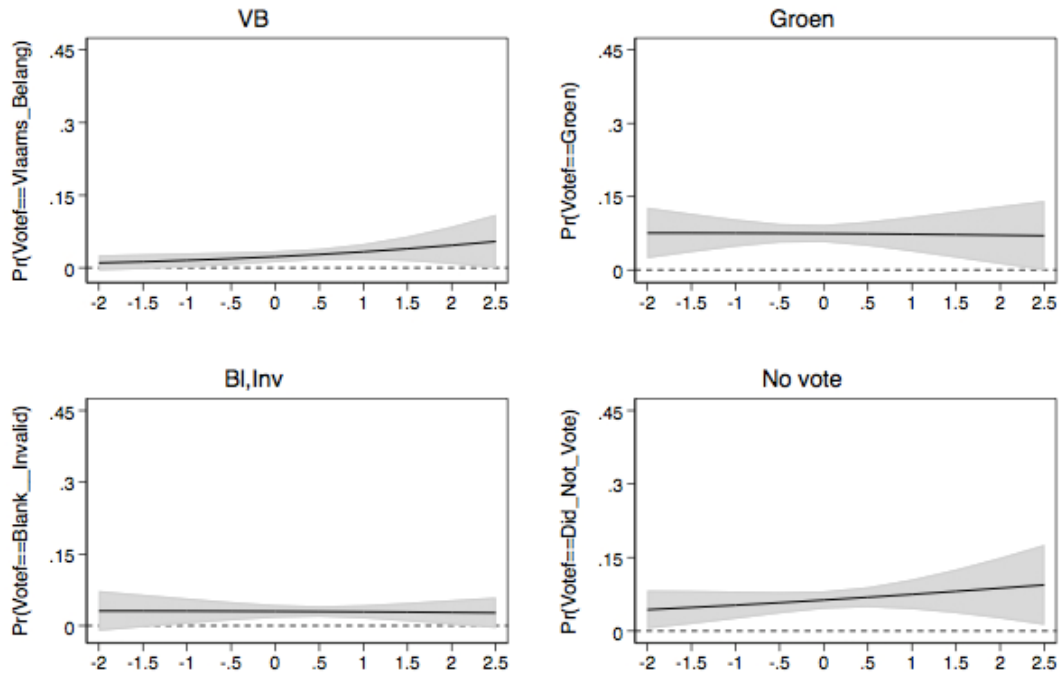 VB
Pr(Votef==Vlaams_Belang)
.45
.3
.15
0
-2 -1.5 -1 -.5 0 .5 1 1.5 2 2.5
Groen
Pr(Votef==Groen)
.45
.3
.15
0
-2 -1.5 -1 -.5 0 .5 1 1.5 2 2.5
Bl,Inv
Pr(Votef==Blank__Invalid)
.45
.3
.15
0
-2 -1.5 -1 -.5 0 .5 1 1.5 2 2.5
No vote
Pr(Votef==Did_Not_Vote)
.45
.3
.15
0
-2 -1.5 -1 -.5 0 .5 1 1.5 2 2.5